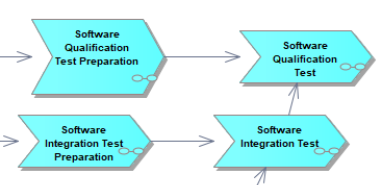 Software
Qualification
Test Preparation
Software
Qualification
Test
Software
Integration Test
Preparation
Software
Integration Test